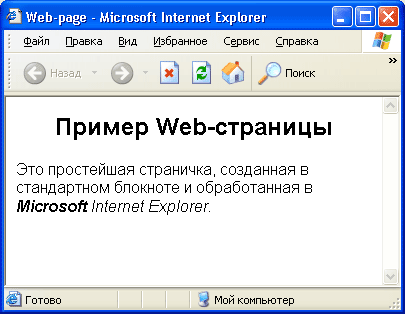 Web-page - Microsoft Internet Explorer
Файл Правка Вид Избранное Сервис Справка
Назад Поиск
Пример Web-страницы
Это простейшая страничка, созданная в
стандартном блокноте и обработанная в
Microsoft Internet Explorer.
Готово Мой компьютер